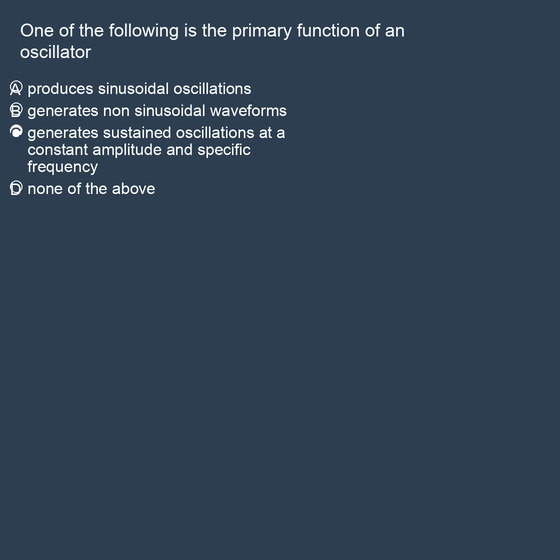 One of the following is the primary function of an
oscillator
A produces sinusoidal oscillations
B generates non sinusoidal waveforms
C generates sustained oscillations at a
constant amplitude and specific
frequency
D none of the above